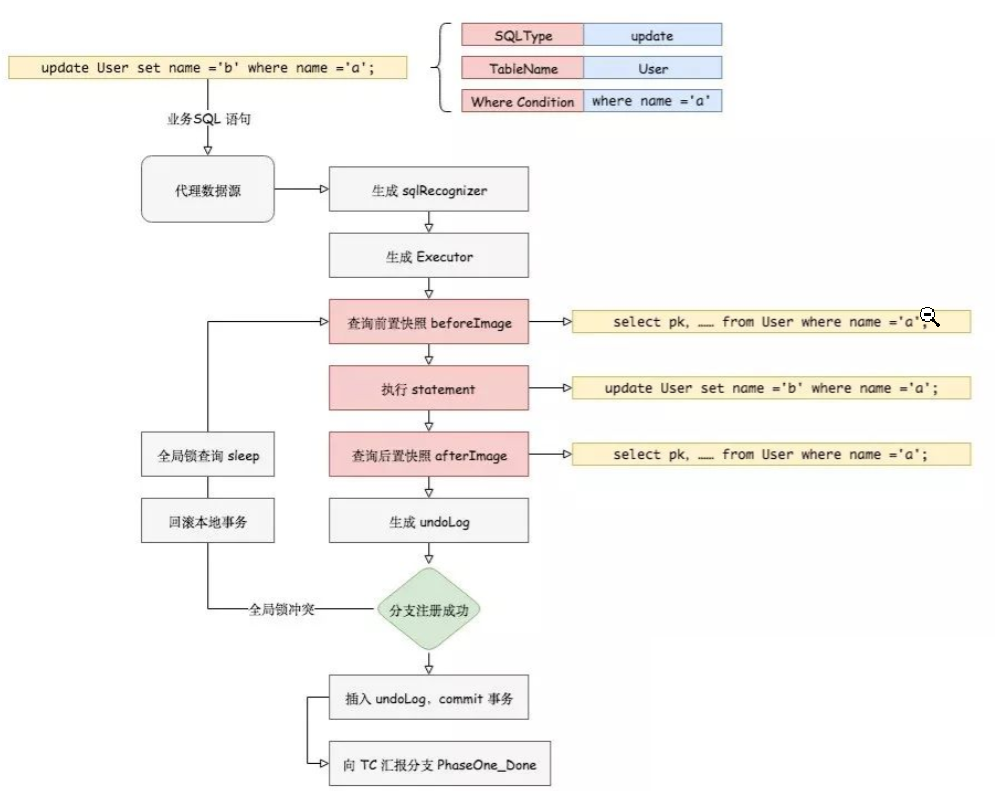 SQLType update
update User set name ='b' where name ='a';
TableName User
Where Condition where name ='a'
业务SQL 语句
代理数据源
生成 sqlRecognizer
生成 Executor
查询前置快照 beforeImage
select pk, …… from User where name ='a';
执行 statement
update User set name ='b' where name ='a';
全局锁查询 sleep
查询后置快照 afterImage
select pk, …… from User where name ='a';
回滚本地事务
生成 undoLog
全局锁冲突
分支注册成功
插入 undoLog，commit 事务
向 TC 汇报分支 PhaseOne_Done